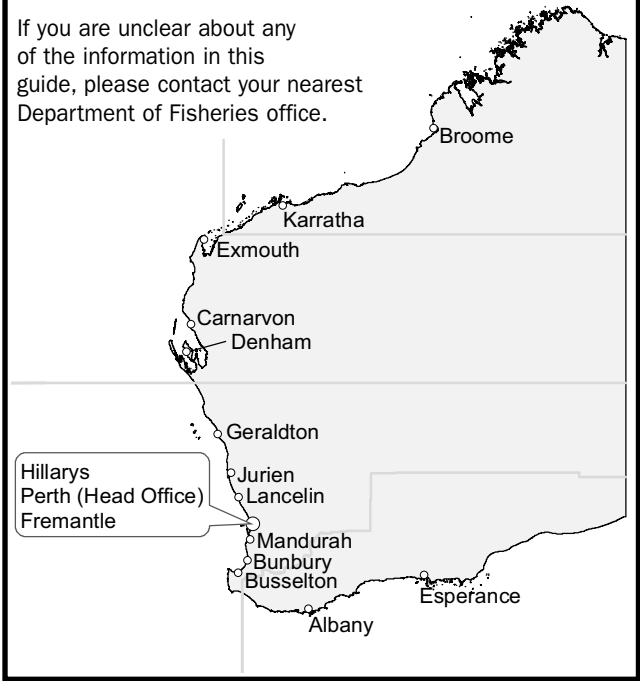 If you are unclear about any
of the information in this
guide, please contact your nearest
Department of Fisheries office.
Broome
Karratha
Exmouth
Carnarvon
Denham
Geraldton
Jurien
Lancelin
Hillarys
Perth (Head Office)
Fremantle
Mandurah
Bunbury
Busselton
Esperance
Albany